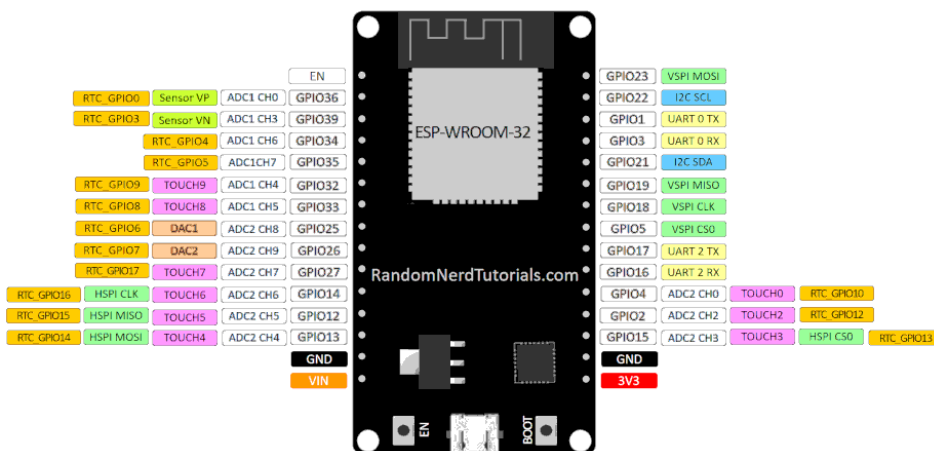 EN GPIO23 VSPI MOSI
RTC_GPIO0 Sensor VP ADC1 CH0 GPIO36 GPIO22 I2C SCL
RTC_GPIO3 Sensor VN ADC1 CH3 GPIO39 GPIO1 UART 0 TX
RTC_GPIO4 ADC1 CH6 GPIO34 ESP-WROOM-32 GPIO3 UART 0 RX
RTC_GPIO5 ADC1CH7 GPIO35 GPIO21 I2C SDA
RTC_GPIO9 TOUCH9 ADC1 CH4 GPIO32 GPIO19 VSPI MISO
RTC_GPIO8 TOUCH8 ADC1 CH5 GPIO33 GPIO18 VSPI CLK
RTC_GPIO6 DAC1 ADC2 CH8 GPIO25 GPIO5 VSPI CS0
RTC_GPIO7 DAC2 ADC2 CH9 GPIO26 GPIO17 UART 2 TX
RTC_GPIO17 TOUCH7 ADC2 CH7 GPIO27 RandomNerdTutorials.com GPIO16 UART 2 RX
RTC_GPIO16 HSPI CLK TOUCH6 ADC2 CH6 GPIO14 GPIO4 ADC2 CH0 TOUCH0 RTC_GPIO10
RTC_GPIO15 HSPI MISO TOUCH5 ADC2 CH5 GPIO12 GPIO2 ADC2 CH2 TOUCH2 RTC_GPIO12
RTC_GPIO14 HSPI MOSI TOUCH4 ADC2 CH4 GPIO13 GPIO15 ADC2 CH3 TOUCH3 HSPI CS0 RTC_GPIO13
GND GND
VIN 3V3
EN BOOT